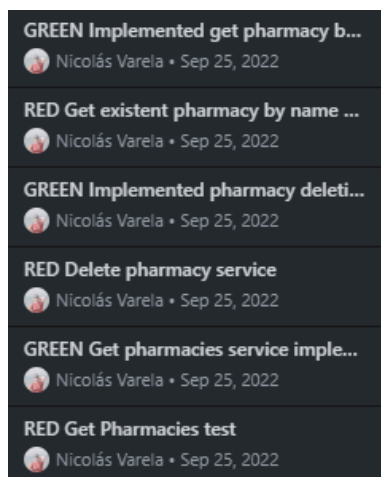 GREEN Implemented get pharmacy b...
Nicolás Varela • Sep 25, 2022
RED Get existent pharmacy by name ...
Nicolás Varela • Sep 25, 2022
GREEN Implemented pharmacy deleti...
Nicolás Varela • Sep 25, 2022
RED Delete pharmacy service
Nicolás Varela • Sep 25, 2022
GREEN Get pharmacies service imple...
Nicolás Varela • Sep 25, 2022
RED Get Pharmacies test
Nicolás Varela • Sep 25, 2022